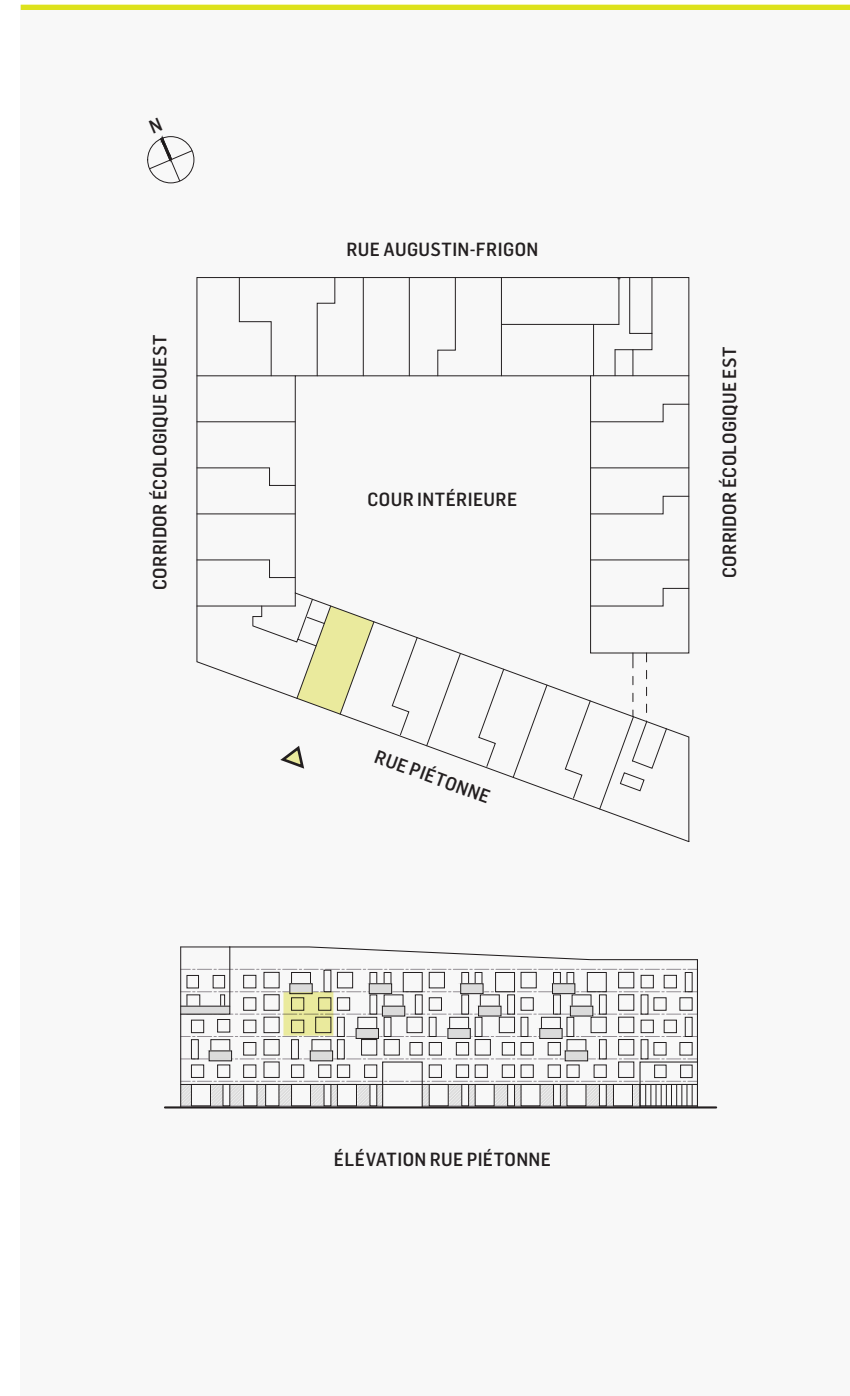 N
RUE AUGUSTIN-FRIGON
CORRIDOR ÉCOLOGIQUE OUEST
CORRIDOR ÉCOLOGIQUE EST
COUR INTÉRIEURE
RUE PIÉTONNE
ÉLÉVATION RUE PIÉTONNE